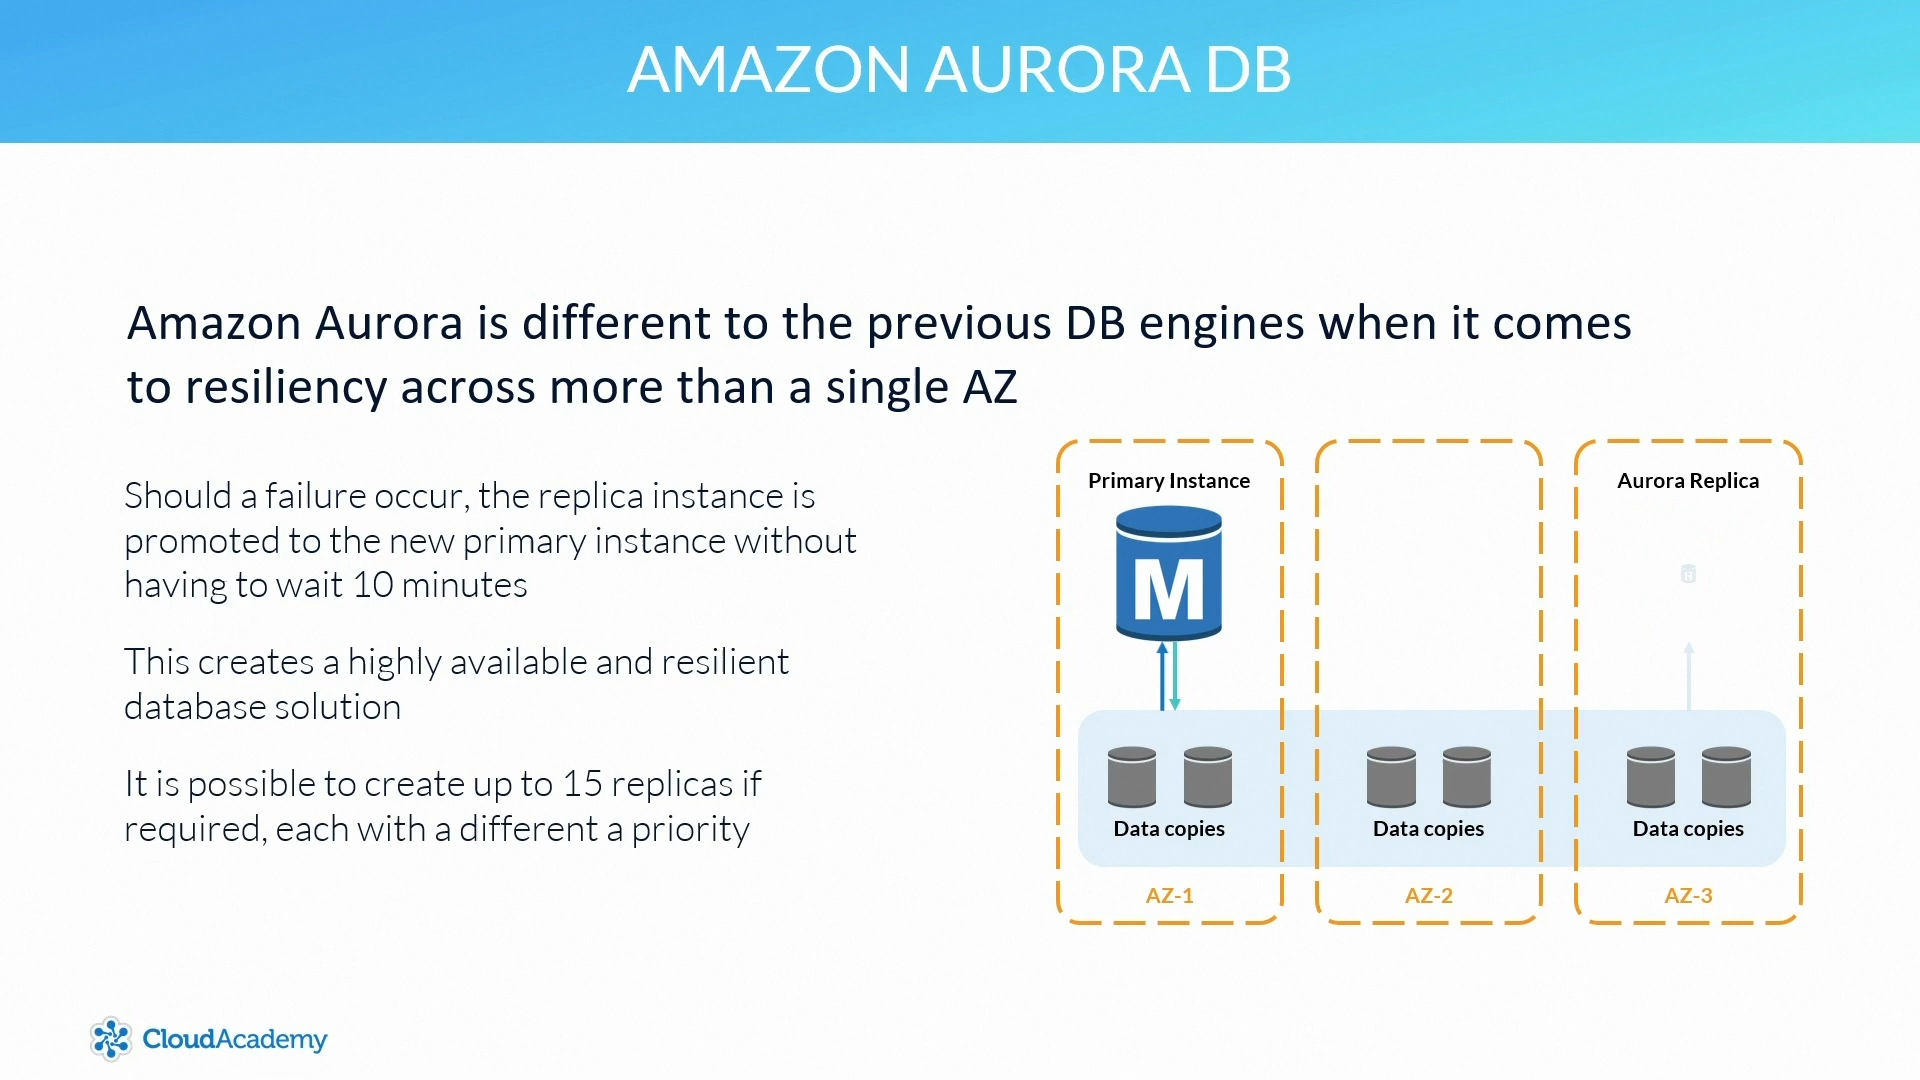 AMAZON AURORA DB
Amazon Aurora is different to the previous DB engines when it comes
to resiliency across more than a single AZ
Should a failure occur, the replica instance is
promoted to the new primary instance without
having to wait 10 minutes
This creates a highly available and resilient
database solution
It is possible to create up to 15 replicas if
required, each with a different a priority
Primary Instance
M
Data copies
AZ-1
Data copies
AZ-2
Aurora Replica
R
Data copies
AZ-3
CloudAcademy